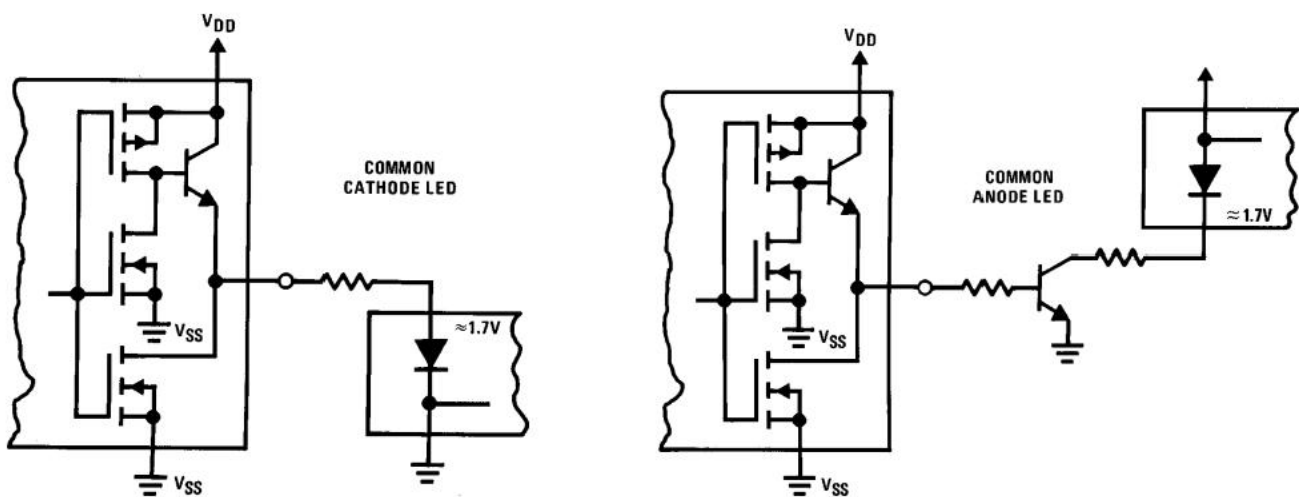 VDD
COMMON
CATHODE LED
VSS
≈1.7V
VSS
VDD
COMMON
ANODE LED
≈1.7V
VSS
VSS